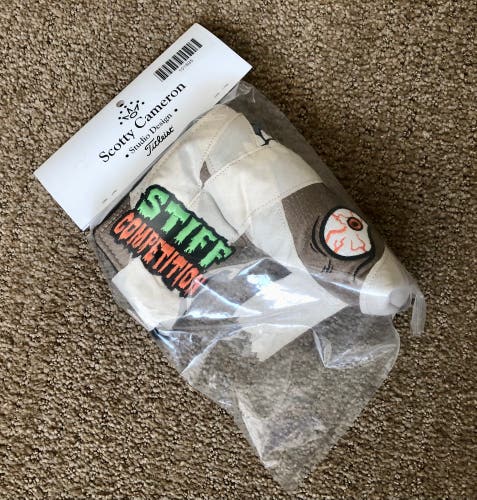 Scotty Cameron
• Studio Design •
Titleist
STIFF
COMPETITION